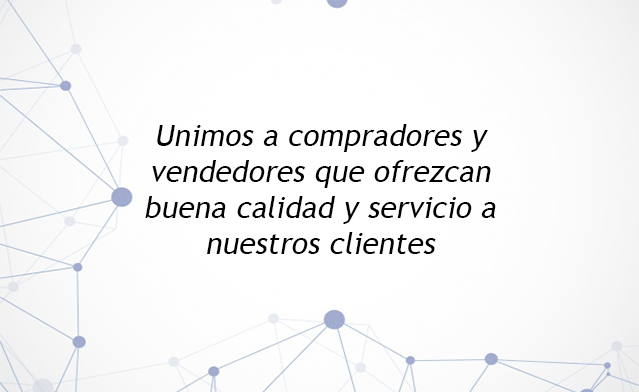 Unimos a compradores y
vendedores que ofrezcan
buena calidad y servicio a
nuestros clientes